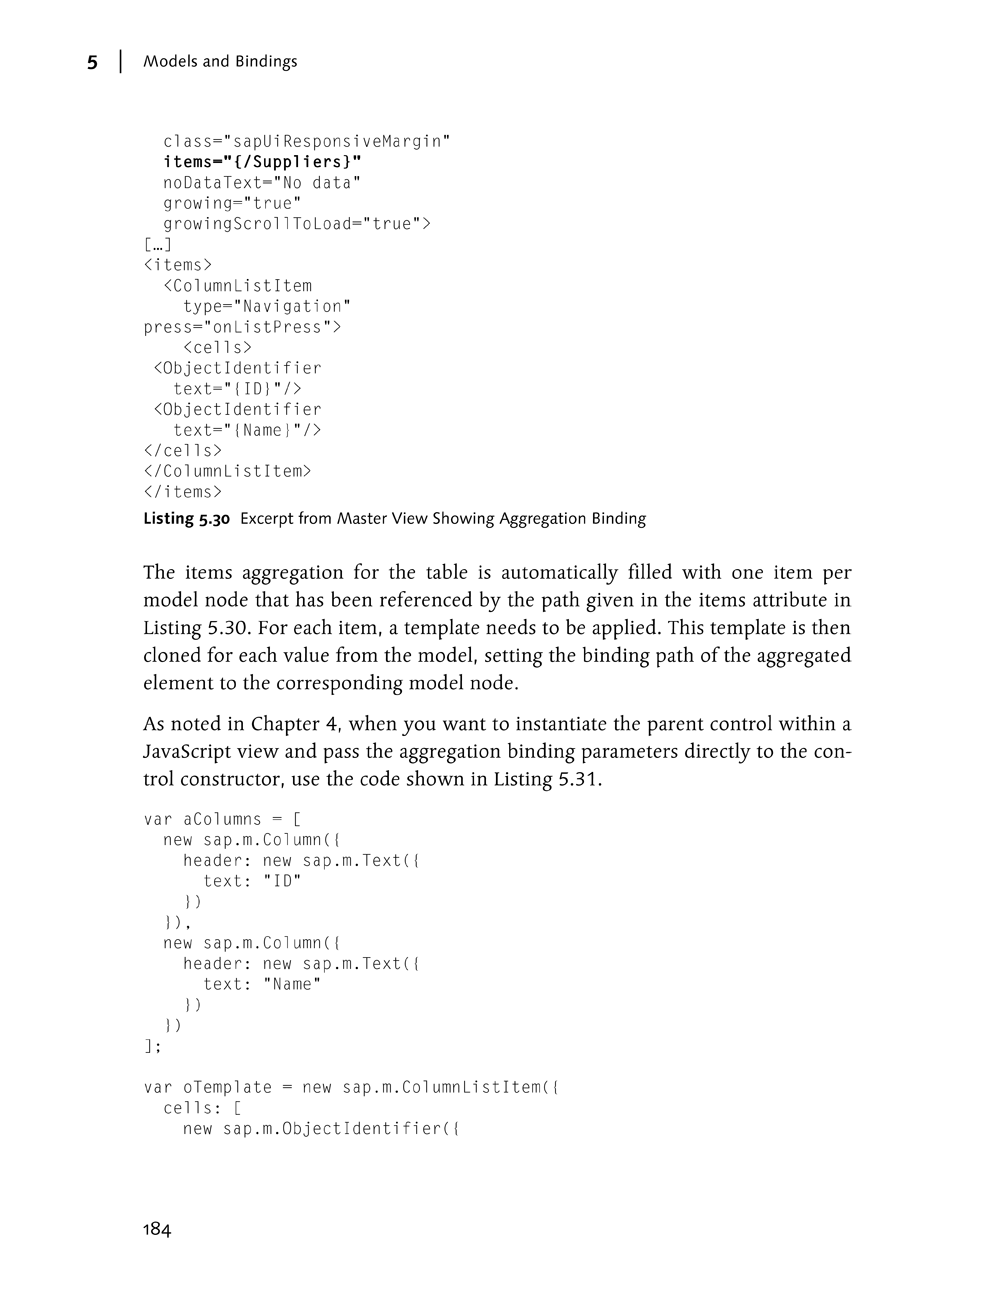 5 | Models and Bindings
class="sapUiResponsiveMargin"
items="{/Suppliers}"
noDataText="No data"
growing="true"
growingScrollToLoad="true">
[…]
<items>
<ColumnListItem
type="Navigation"
press="onListPress">
<cells>
<ObjectIdentifier
text="{ID}"/>
<ObjectIdentifier
text="{Name}"/>
</cells>
</ColumnListItem>
</items>
Listing 5.30 Excerpt from Master View Showing Aggregation Binding
The items aggregation for the table is automatically filled with one item per
model node that has been referenced by the path given in the items attribute in
Listing 5.30. For each item, a template needs to be applied. This template is then
cloned for each value from the model, setting the binding path of the aggregated
element to the corresponding model node.
As noted in Chapter 4, when you want to instantiate the parent control within a
JavaScript view and pass the aggregation binding parameters directly to the con-
trol constructor, use the code shown in Listing 5.31.
var aColumns = [
new sap.m.Column({
header: new sap.m.Text({
text: "ID"
})
}),
new sap.m.Column({
header: new sap.m.Text({
text: "Name"
})
})
];
var oTemplate = new sap.m.ColumnListItem({
cells: [
new sap.m.ObjectIdentifier({
184